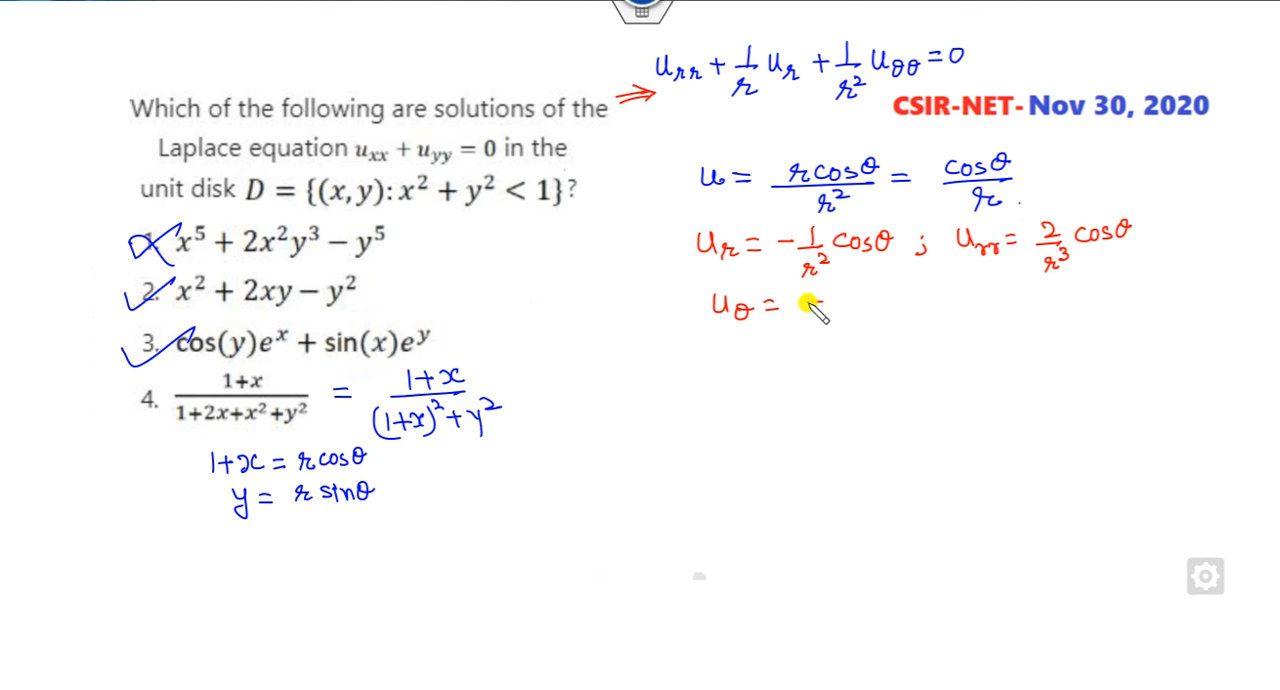 u_rr + 1/r u_r + 1/r² u_θθ = 0
⇒
CSIR-NET- Nov 30, 2020
Which of the following are solutions of the
Laplace equation u_xx + u_yy = 0 in the
unit disk D = {(x, y): x² + y² < 1}?
1. x⁵ + 2x²y³ − y⁵
2. x² + 2xy − y²
3. cos(y)eˣ + sin(x)eʸ
4. (1+x)/(1+2x+x²+y²) = (1+x)/((1+x)²+y²)
1+x = r cosθ
y = r sinθ
u = r cosθ/r² = cosθ/r.
u_r = −1/r² cosθ ; u_rr = 2/r³ cosθ
u_θ = −